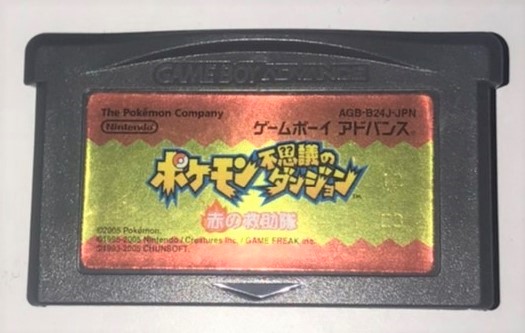 GAME BOY ADVANCE
The Pokémon Company
AGB-B24J-JPN
Nintendo
ゲームボーイ アドバンス
ポケモン不思議のダンジョン™
赤の救助隊
©2005 Pokémon.
©1995-2005 Nintendo / Creatures Inc. / GAME FREAK inc.
©1993-2005 CHUNSOFT.